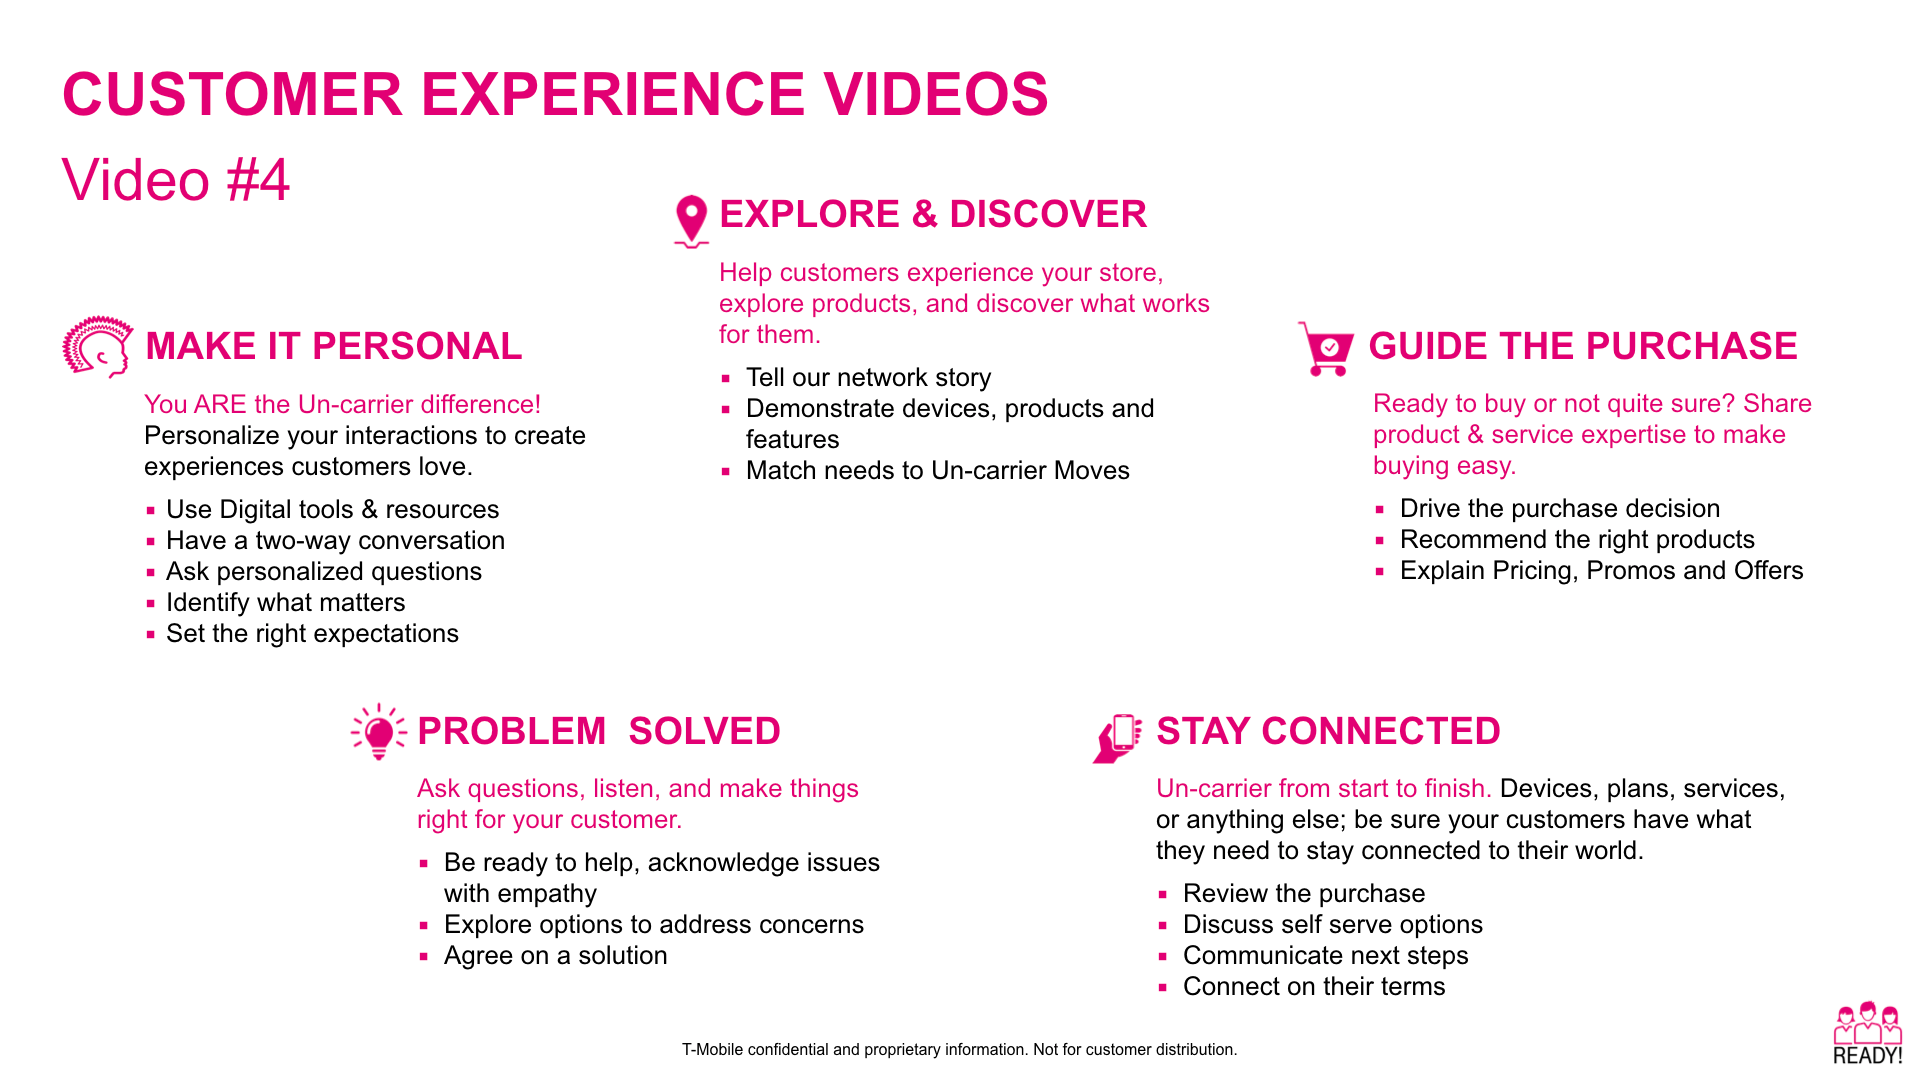 CUSTOMER EXPERIENCE VIDEOS
Video #4
MAKE IT PERSONAL
You ARE the Un-carrier difference!
Personalize your interactions to create
experiences customers love.
▪ Use Digital tools & resources
▪ Have a two-way conversation
▪ Ask personalized questions
▪ Identify what matters
▪ Set the right expectations
EXPLORE & DISCOVER
Help customers experience your store,
explore products, and discover what works
for them.
▪ Tell our network story
▪ Demonstrate devices, products and
features
▪ Match needs to Un-carrier Moves
GUIDE THE PURCHASE
Ready to buy or not quite sure? Share
product & service expertise to make
buying easy.
▪ Drive the purchase decision
▪ Recommend the right products
▪ Explain Pricing, Promos and Offers
PROBLEM  SOLVED
Ask questions, listen, and make things
right for your customer.
▪ Be ready to help, acknowledge issues
with empathy
▪ Explore options to address concerns
▪ Agree on a solution
STAY CONNECTED
Un-carrier from start to finish. Devices, plans, services,
or anything else; be sure your customers have what
they need to stay connected to their world.
▪ Review the purchase
▪ Discuss self serve options
▪ Communicate next steps
▪ Connect on their terms
T-Mobile confidential and proprietary information. Not for customer distribution.
READY!